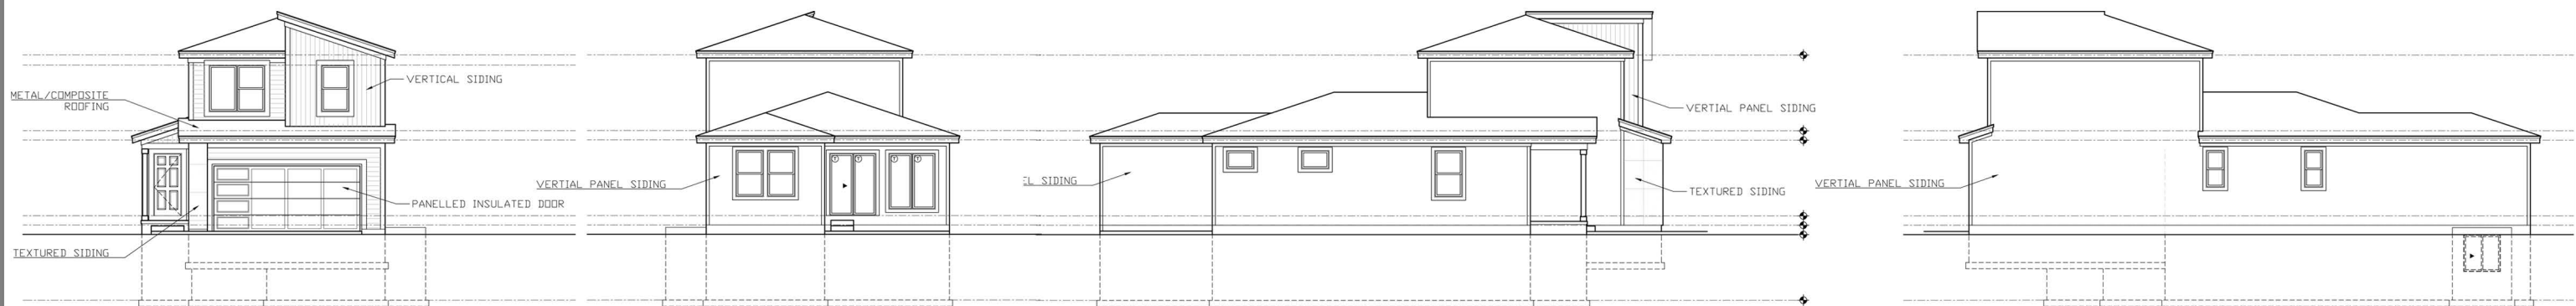 VERTICAL SIDING
METAL/COMPOSITE
ROOFING
PANELLED INSULATED DOOR
TEXTURED SIDING
VERTIAL PANEL SIDING
EL SIDING
VERTIAL PANEL SIDING
TEXTURED SIDING
VERTIAL PANEL SIDING